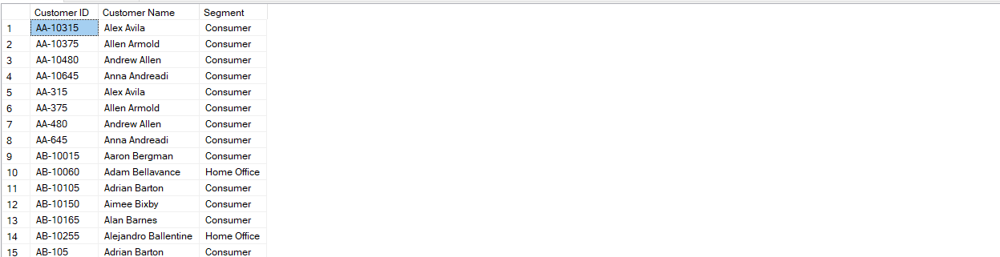 Customer ID Customer Name Segment
1 AA-10315 Alex Avila Consumer
2 AA-10375 Allen Armold Consumer
3 AA-10480 Andrew Allen Consumer
4 AA-10645 Anna Andreadi Consumer
5 AA-315 Alex Avila Consumer
6 AA-375 Allen Armold Consumer
7 AA-480 Andrew Allen Consumer
8 AA-645 Anna Andreadi Consumer
9 AB-10015 Aaron Bergman Consumer
10 AB-10060 Adam Bellavance Home Office
11 AB-10105 Adrian Barton Consumer
12 AB-10150 Aimee Bixby Consumer
13 AB-10165 Alan Barnes Consumer
14 AB-10255 Alejandro Ballentine Home Office
15 AB-105 Adrian Barton Consumer